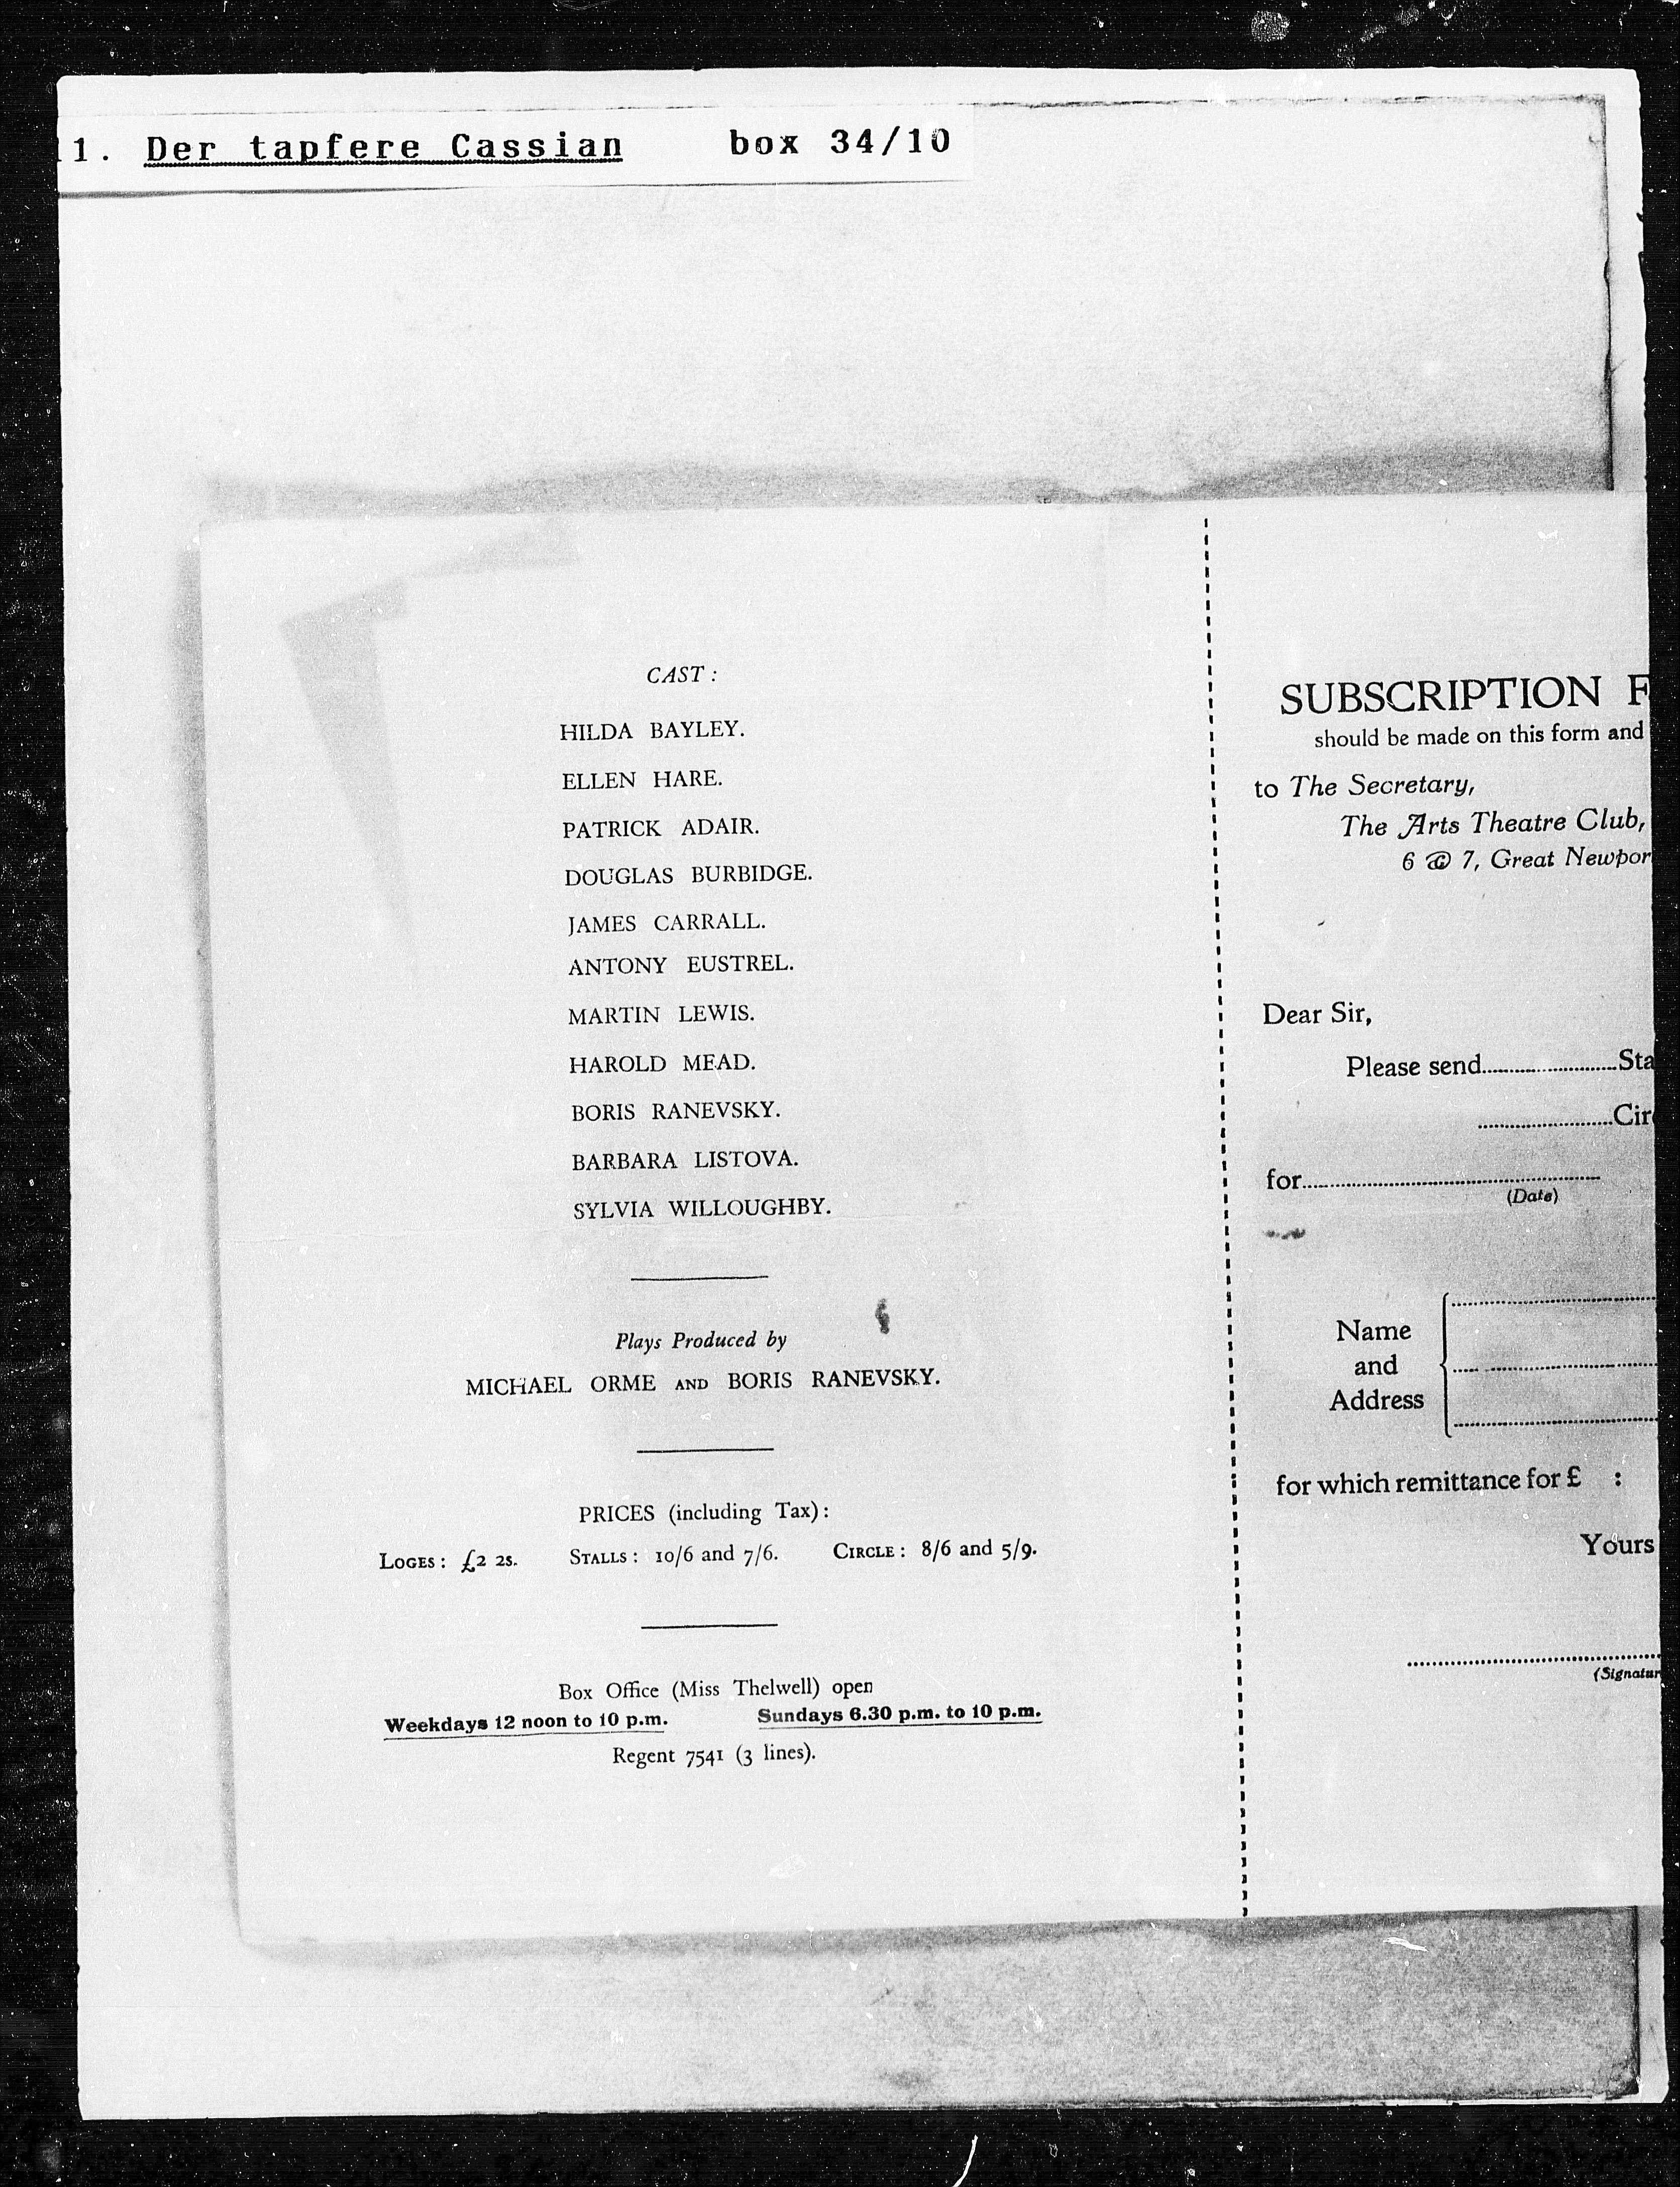 11. Der tapfere Cassian box 34/10
CAST :
HILDA BAYLEY.
ELLEN HARE.
PATRICK ADAIR.
DOUGLAS BURBIDGE.
JAMES CARRALL.
ANTONY EUSTREL.
MARTIN LEWIS.
HAROLD MEAD.
BORIS RANEVSKY.
BARBARA LISTOVA.
SYLVIA WILLOUGHBY.
Plays Produced by
MICHAEL ORME AND BORIS RANEVSKY.
PRICES (including Tax) :
LOGES : £2 2s. STALLS : 10/6 and 7/6. CIRCLE : 8/6 and 5/9.
Box Office (Miss Thelwell) open
Weekdays 12 noon to 10 p.m. Sundays 6.30 p.m. to 10 p.m.
Regent 7541 (3 lines).
SUBSCRIPTION F
should be made on this form and
to The Secretary,
The Arts Theatre Club,
6 & 7, Great Newpor
Dear Sir,
Please send..........Sta
..........Cir
for..........
(Date)
Name
and
Address
for which remittance for £ :
Yours
(Signatur